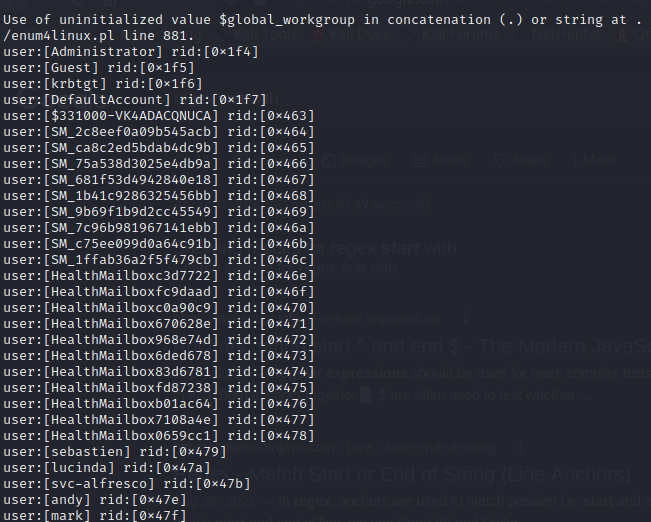 Use of uninitialized value $global_workgroup in concatenation (.) or string at .
/enum4linux.pl line 881.
user:[Administrator] rid:[0×1f4]
user:[Guest] rid:[0×1f5]
user:[krbtgt] rid:[0×1f6]
user:[DefaultAccount] rid:[0×1f7]
user:[$331000-VK4ADACQNUCA] rid:[0×463]
user:[SM_2c8eef0a09b545acb] rid:[0×464]
user:[SM_ca8c2ed5bdab4dc9b] rid:[0×465]
user:[SM_75a538d3025e4db9a] rid:[0×466]
user:[SM_681f53d4942840e18] rid:[0×467]
user:[SM_1b41c9286325456bb] rid:[0×468]
user:[SM_9b69f1b9d2cc45549] rid:[0×469]
user:[SM_7c96b981967141ebb] rid:[0×46a]
user:[SM_c75ee099d0a64c91b] rid:[0×46b]
user:[SM_1ffab36a2f5f479cb] rid:[0×46c]
user:[HealthMailboxc3d7722] rid:[0×46e]
user:[HealthMailboxfc9daad] rid:[0×46f]
user:[HealthMailboxc0a90c9] rid:[0×470]
user:[HealthMailbox670628e] rid:[0×471]
user:[HealthMailbox968e74d] rid:[0×472]
user:[HealthMailbox6ded678] rid:[0×473]
user:[HealthMailbox83d6781] rid:[0×474]
user:[HealthMailboxfd87238] rid:[0×475]
user:[HealthMailboxb01ac64] rid:[0×476]
user:[HealthMailbox7108a4e] rid:[0×477]
user:[HealthMailbox0659cc1] rid:[0×478]
user:[sebastien] rid:[0×479]
user:[lucinda] rid:[0×47a]
user:[svc-alfresco] rid:[0×47b]
user:[andy] rid:[0×47e]
user:[mark] rid:[0×47f]